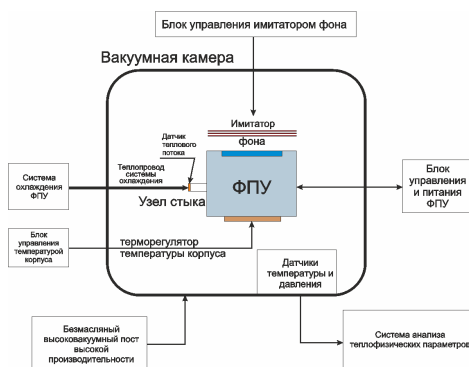 Блок управления имитатором фона
Вакуумная камера
Имитатор
фона
Датчик
теплового
потока
Теплопровод системы
охлаждения
Система
охлаждения
ФПУ
ФПУ
Узел стыка
Блок
управления
и питания
ФПУ
Блок
управления
температурой
корпуса
терморегулятор
температуры корпуса
Датчики
температуры и
давления
Безмасляный
высоковакуумный пост
высокой
производительности
Система анализа
теплофизических параметров